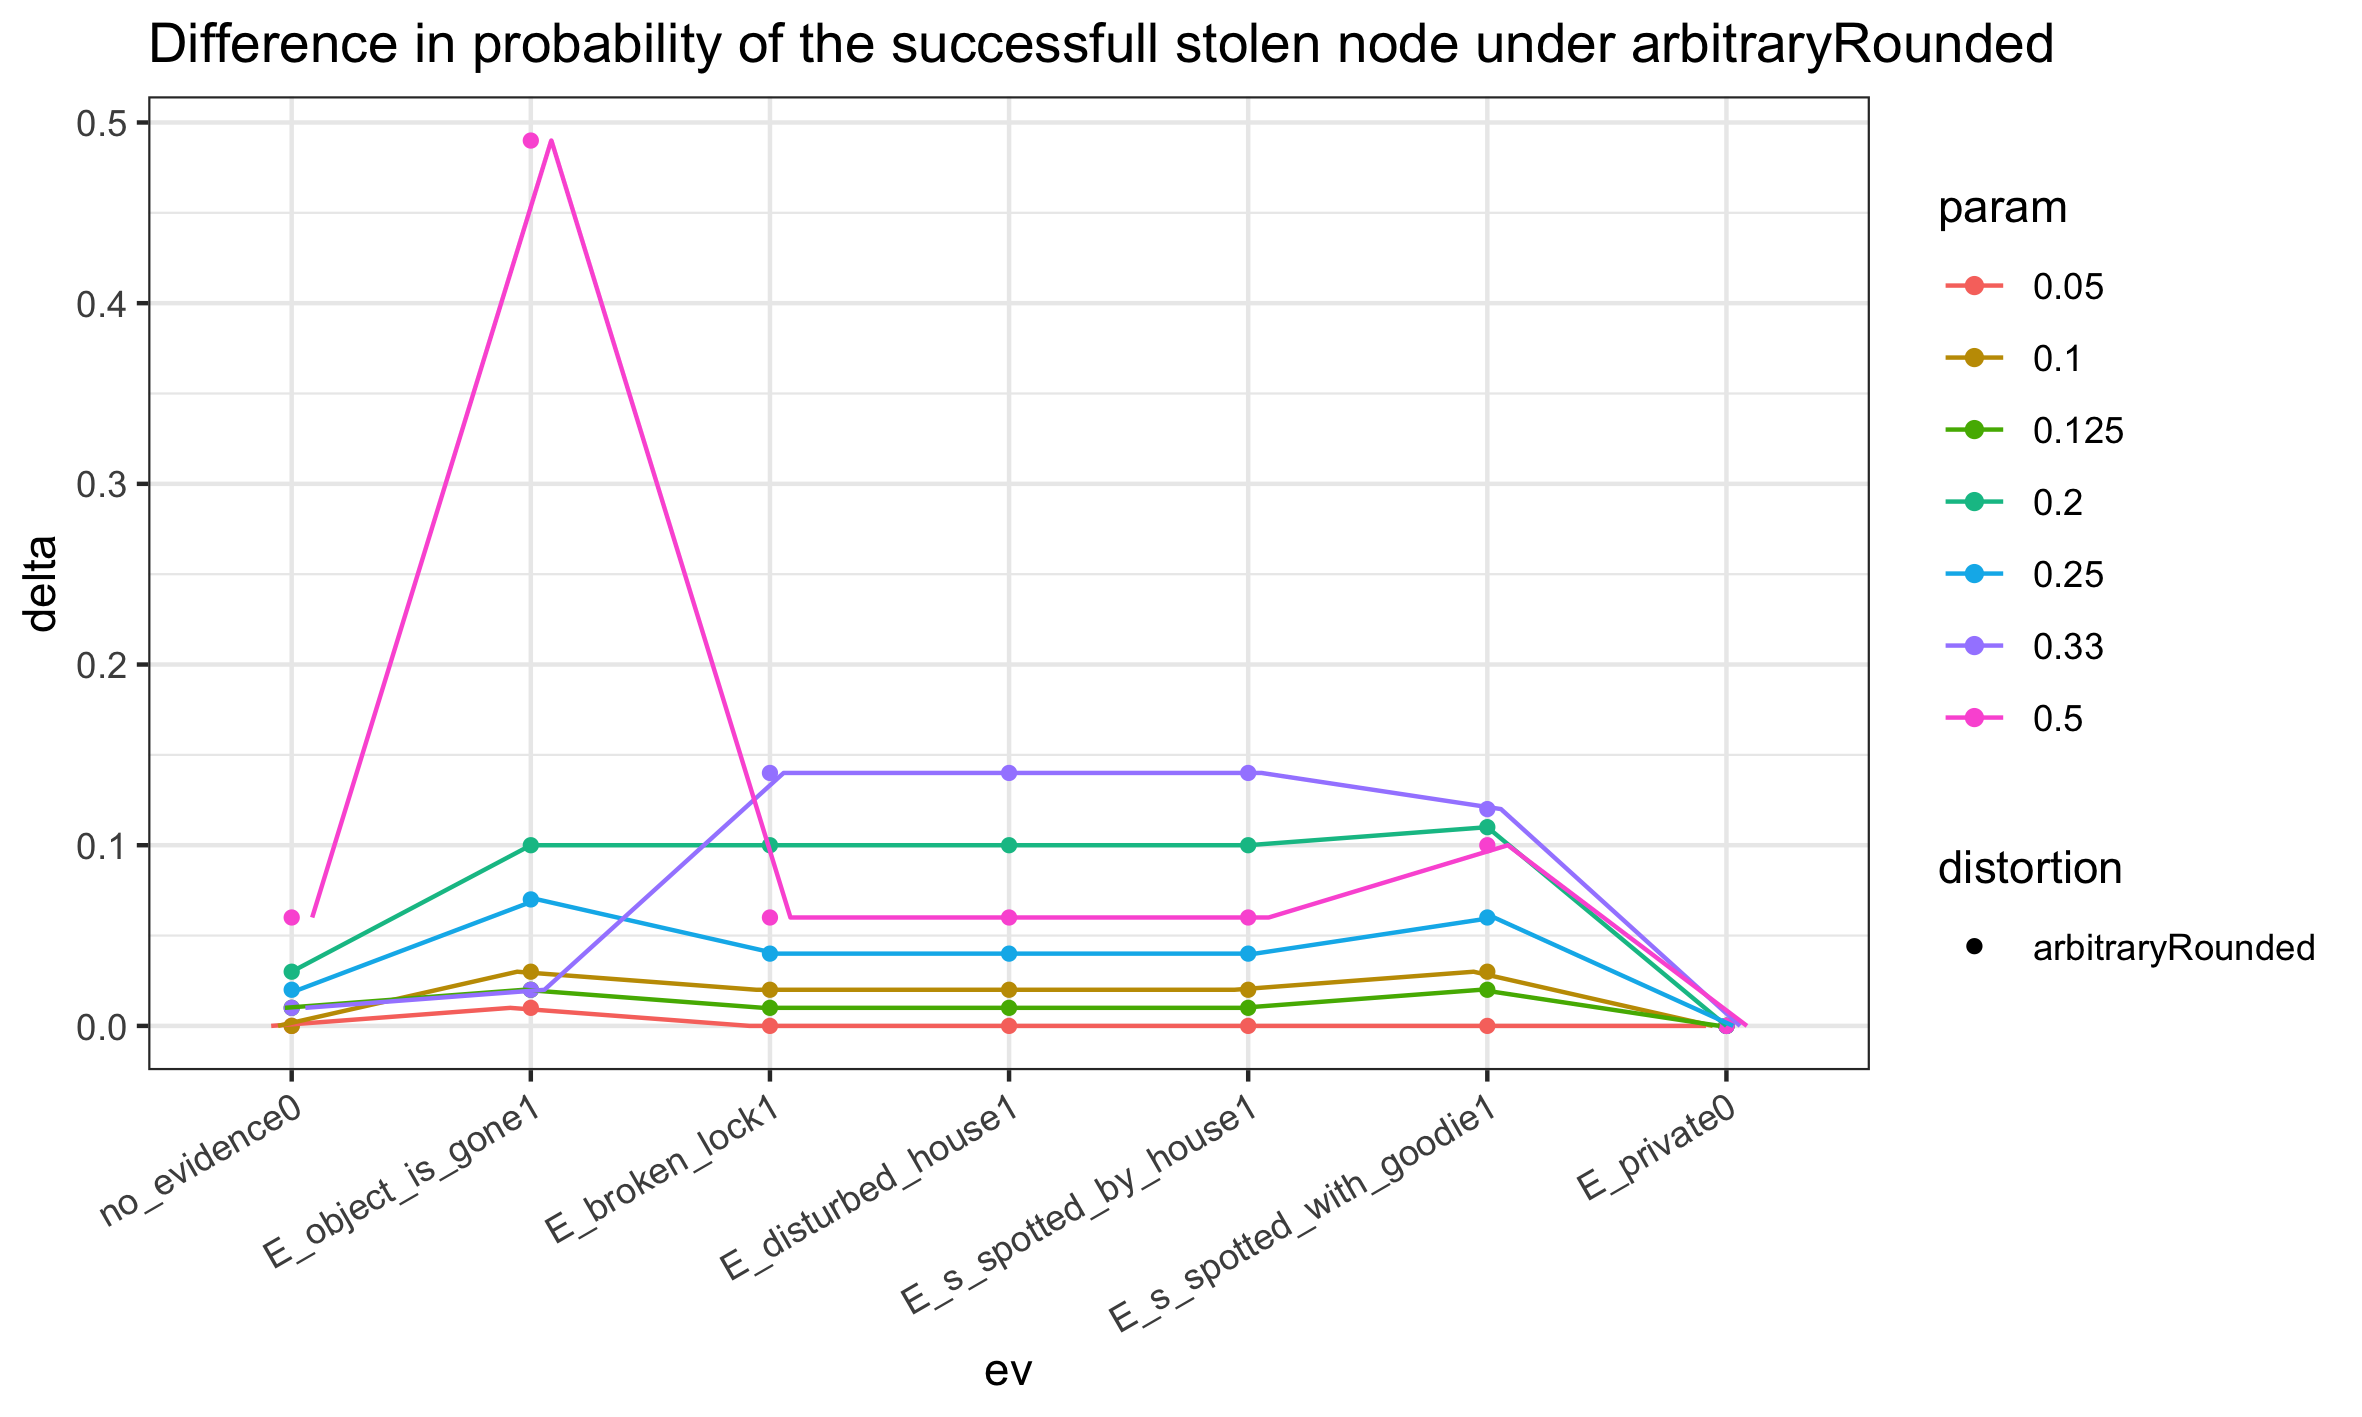 Difference in probability of the successfull stolen node under arbitraryRounded
delta
0.5
0.4
0.3
0.2
0.1
0.0
no_evidence0
E_object_is_gone1
E_broken_lock1
E_disturbed_house1
E_s_spotted_by_house1
E_s_spotted_with_goodie1
E_private0
ev
param
0.05
0.1
0.125
0.2
0.25
0.33
0.5
distortion
arbitraryRounded